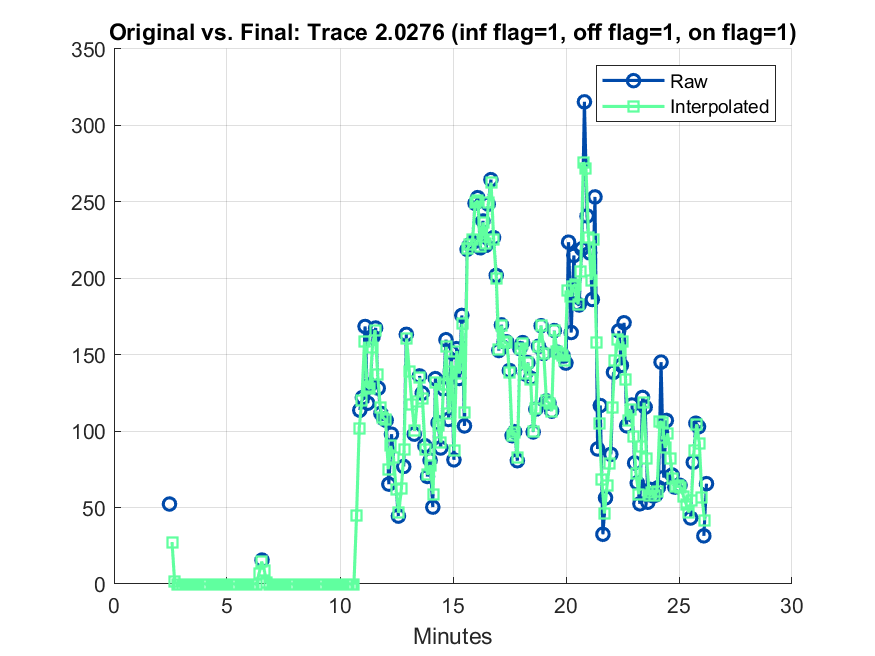 Original vs. Final: Trace 2.0276 (inf flag=1, off flag=1, on flag=1)
350
300
250
200
150
100
50
0
Raw
Interpolated
0 5 10 15 20 25 30
Minutes